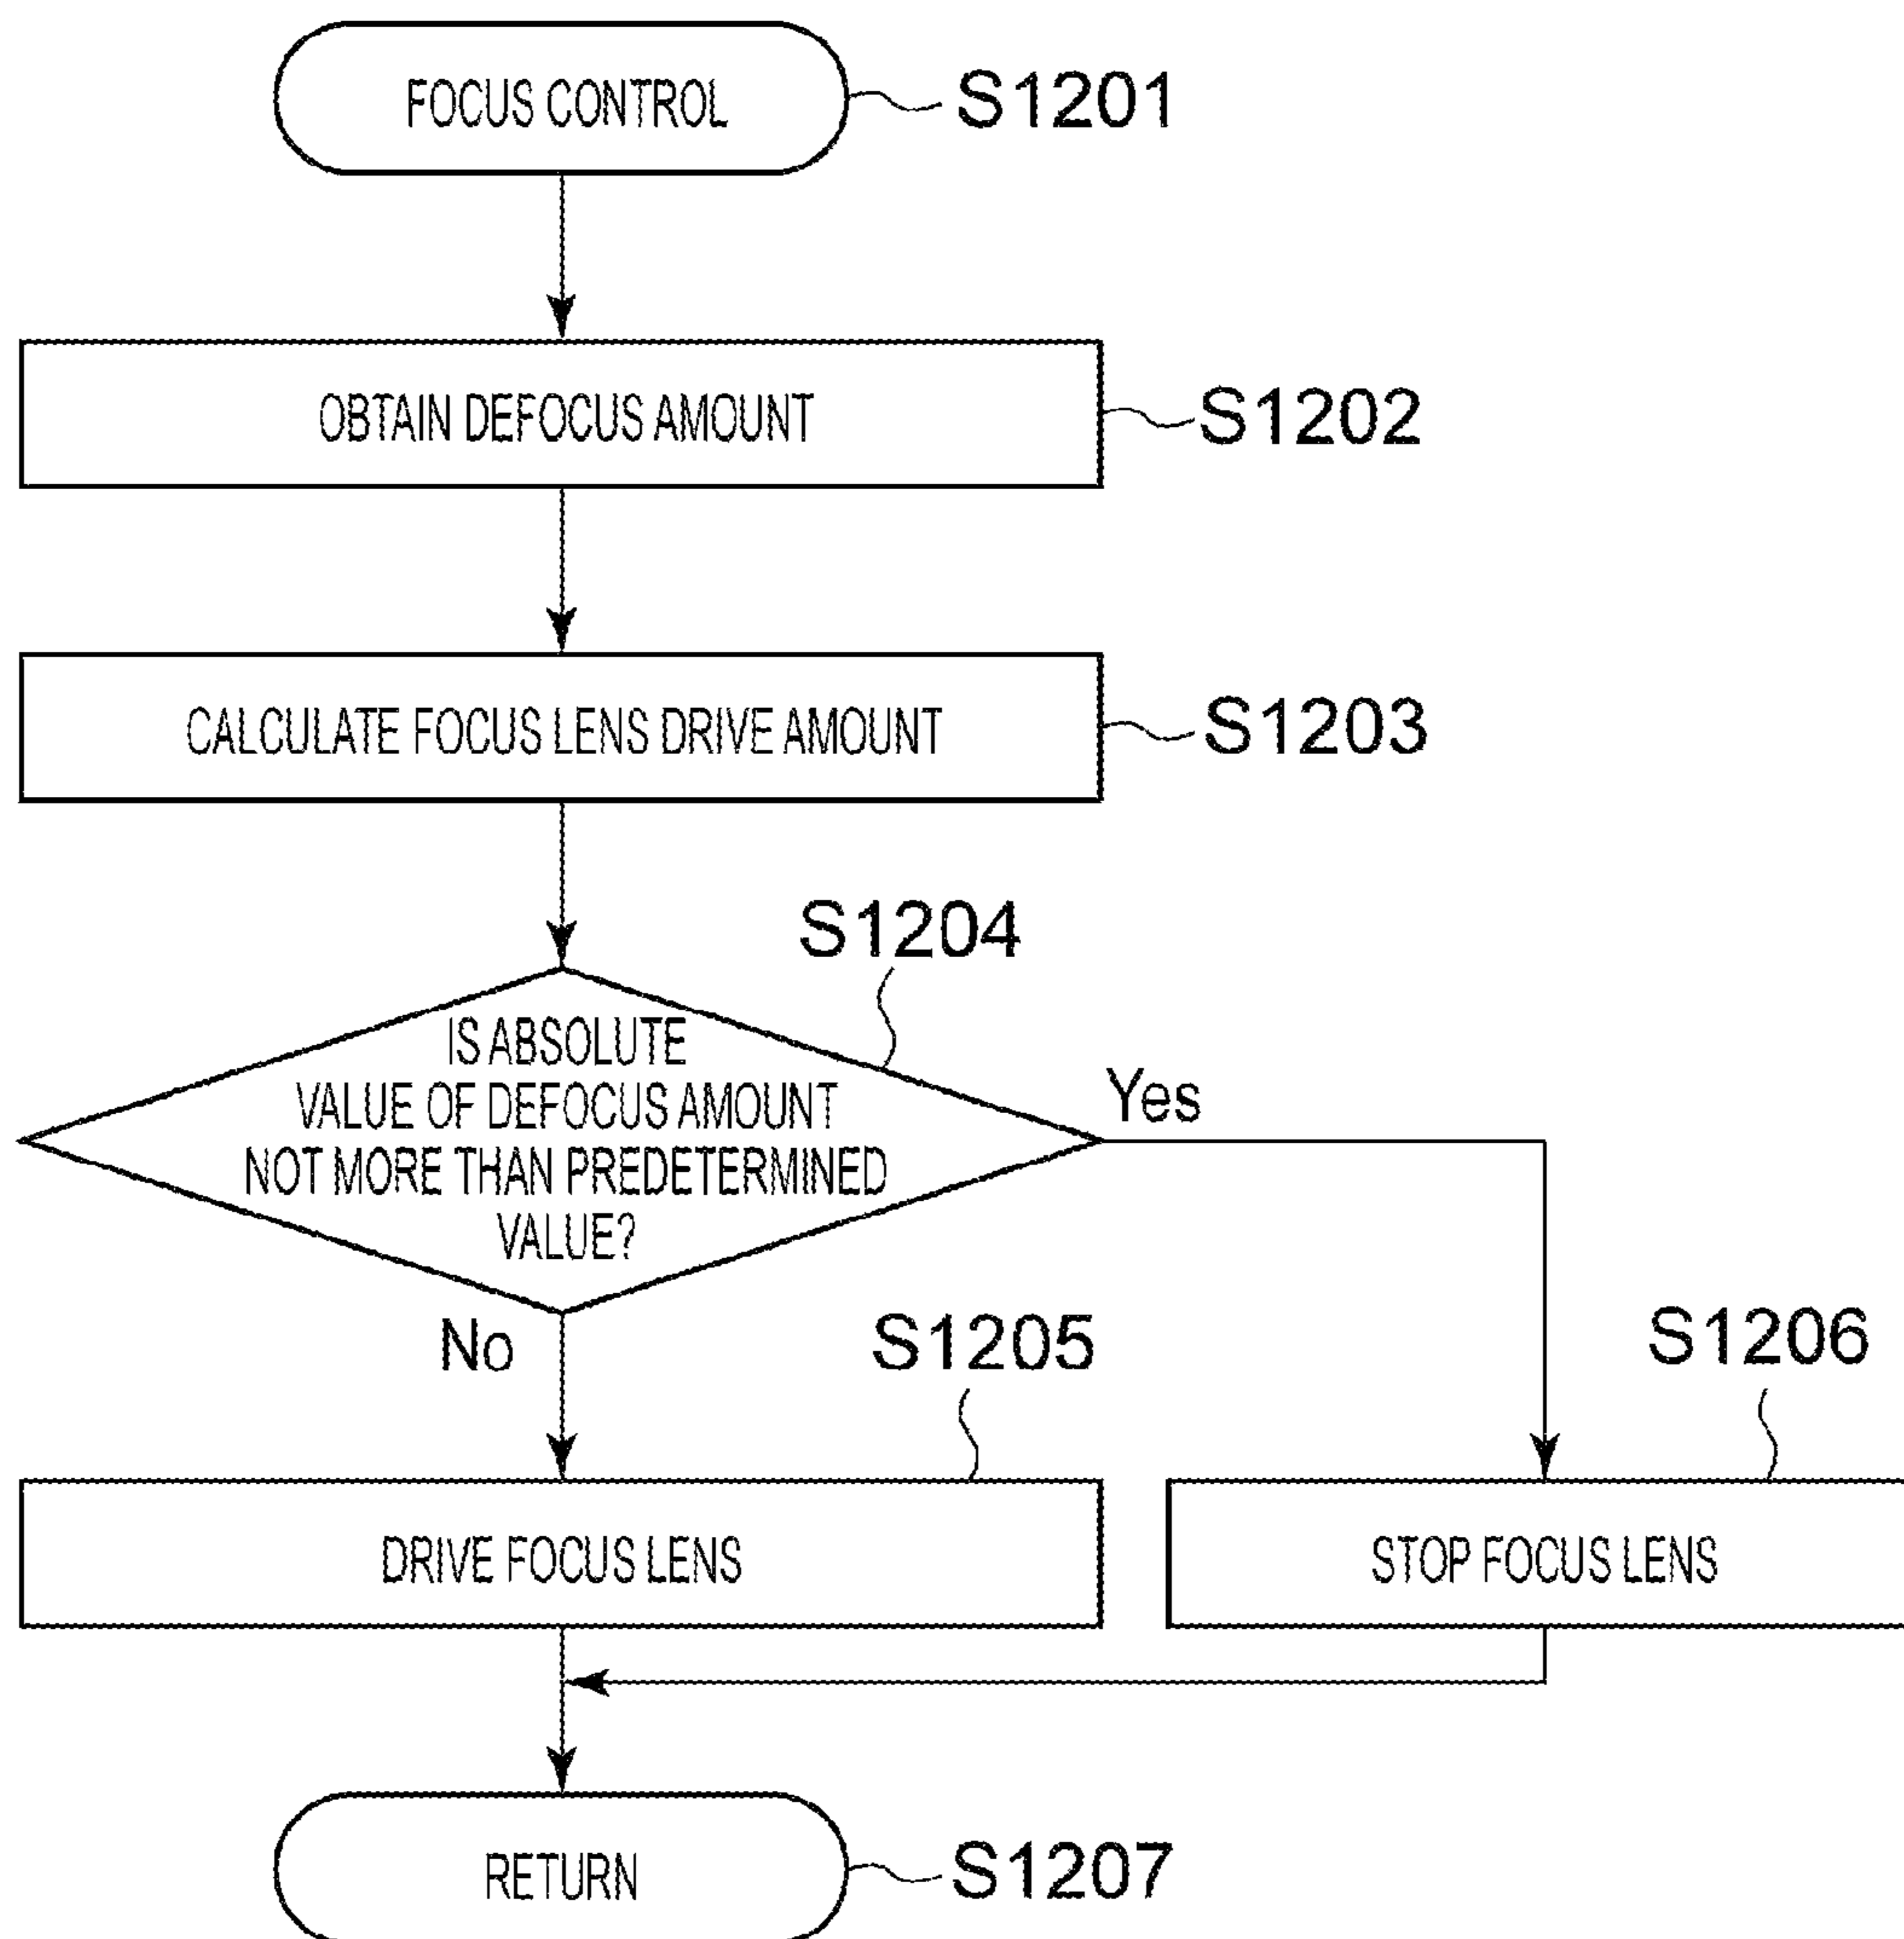 FOCUS CONTROL
S1201
OBTAIN DEFOCUS AMOUNT
S1202
CALCULATE FOCUS LENS DRIVE AMOUNT
S1203
S1204
IS ABSOLUTE
VALUE OF DEFOCUS AMOUNT
NOT MORE THAN PREDETERMINED
VALUE?
Yes
No
S1205
S1206
DRIVE FOCUS LENS
STOP FOCUS LENS
RETURN
S1207